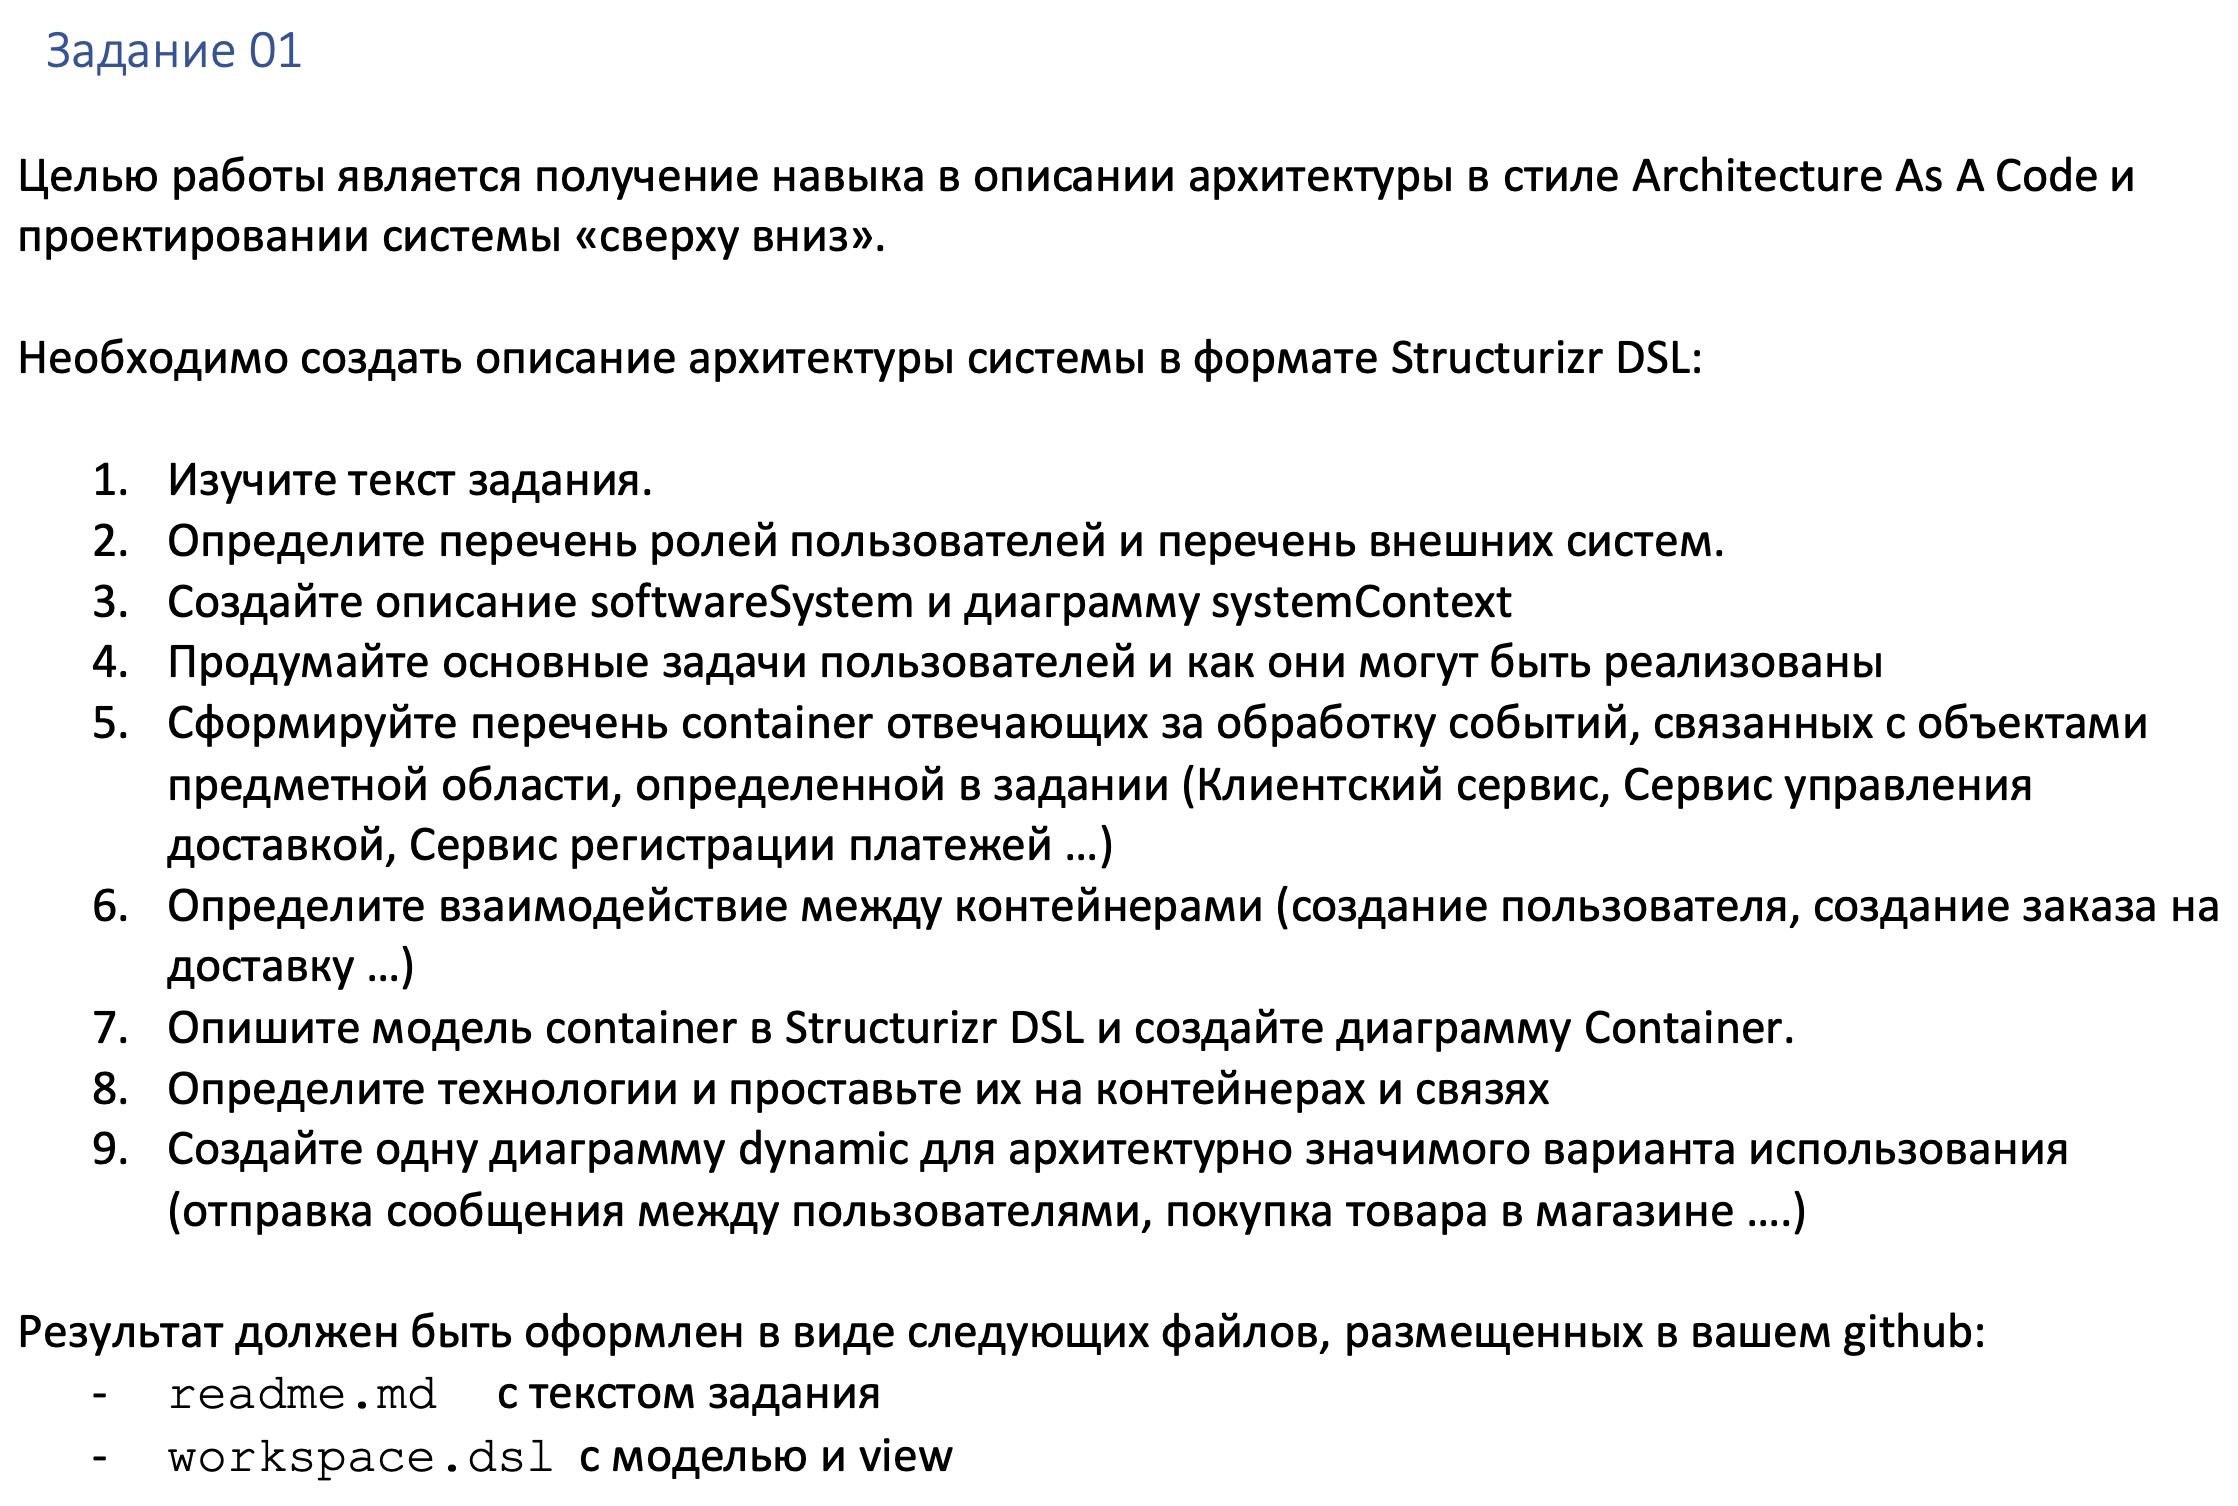 Задание 01
Целью работы является получение навыка в описании архитектуры в стиле Architecture As A Code и
проектировании системы «сверху вниз».
Необходимо создать описание архитектуры системы в формате Structurizr DSL:
1. Изучите текст задания.
2. Определите перечень ролей пользователей и перечень внешних систем.
3. Создайте описание softwareSystem и диаграмму systemContext
4. Продумайте основные задачи пользователей и как они могут быть реализованы
5. Сформируйте перечень container отвечающих за обработку событий, связанных с объектами
предметной области, определенной в задании (Клиентский сервис, Сервис управления
доставкой, Сервис регистрации платежей …)
6. Определите взаимодействие между контейнерами (создание пользователя, создание заказа на
доставку …)
7. Опишите модель container в Structurizr DSL и создайте диаграмму Container.
8. Определите технологии и проставьте их на контейнерах и связях
9. Создайте одну диаграмму dynamic для архитектурно значимого варианта использования
(отправка сообщения между пользователями, покупка товара в магазине ….)
Результат должен быть оформлен в виде следующих файлов, размещенных в вашем github:
- readme.md с текстом задания
- workspace.dsl с моделью и view